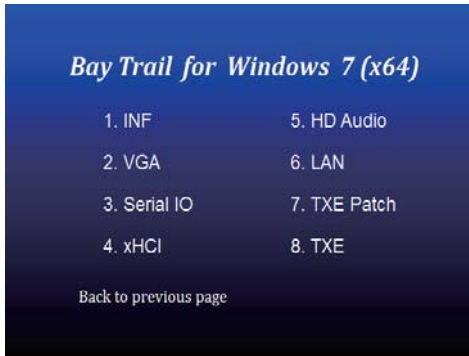 Bay Trail for Windows 7 (x64)
1. INF
2. VGA
3. Serial IO
4. xHCI
5. HD Audio
6. LAN
7. TXE Patch
8. TXE
Back to previous page